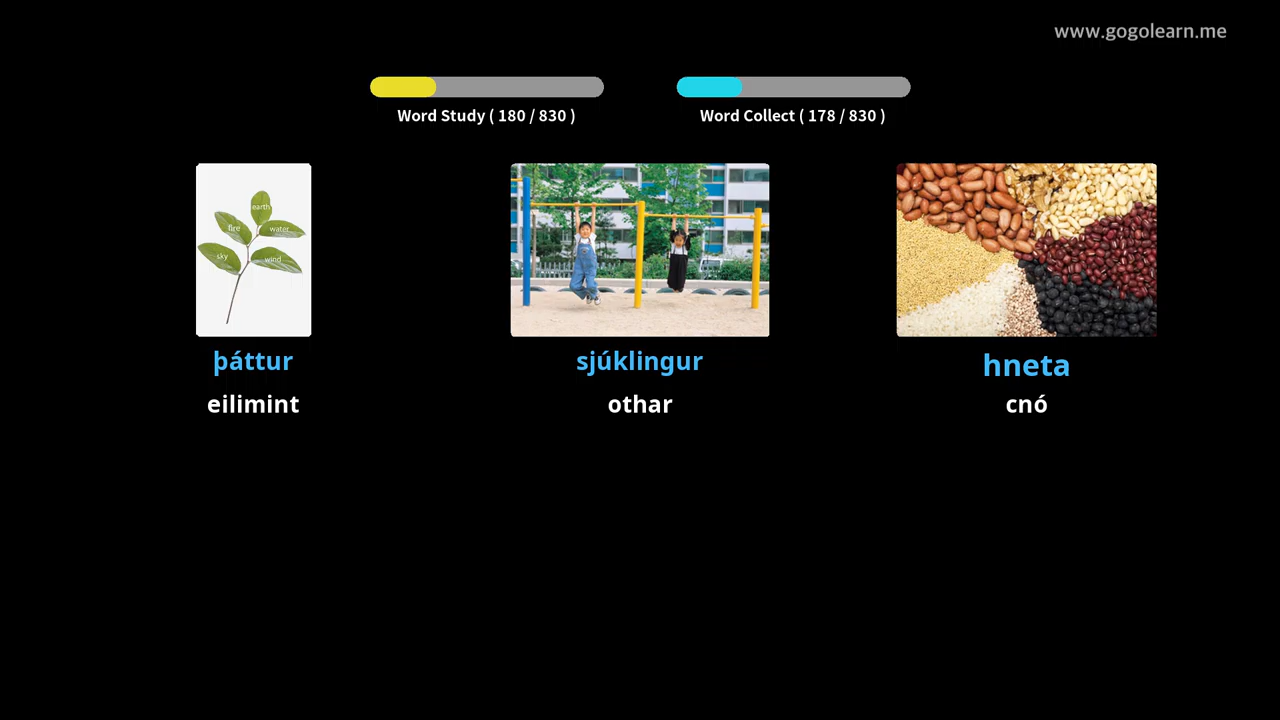 www.gogolearn.me
Word Study ( 180 / 830 )
Word Collect ( 178 / 830 )
earth
fire
water
sky
wind
þáttur
sjúklingur
hneta
eilimint
othar
cnó